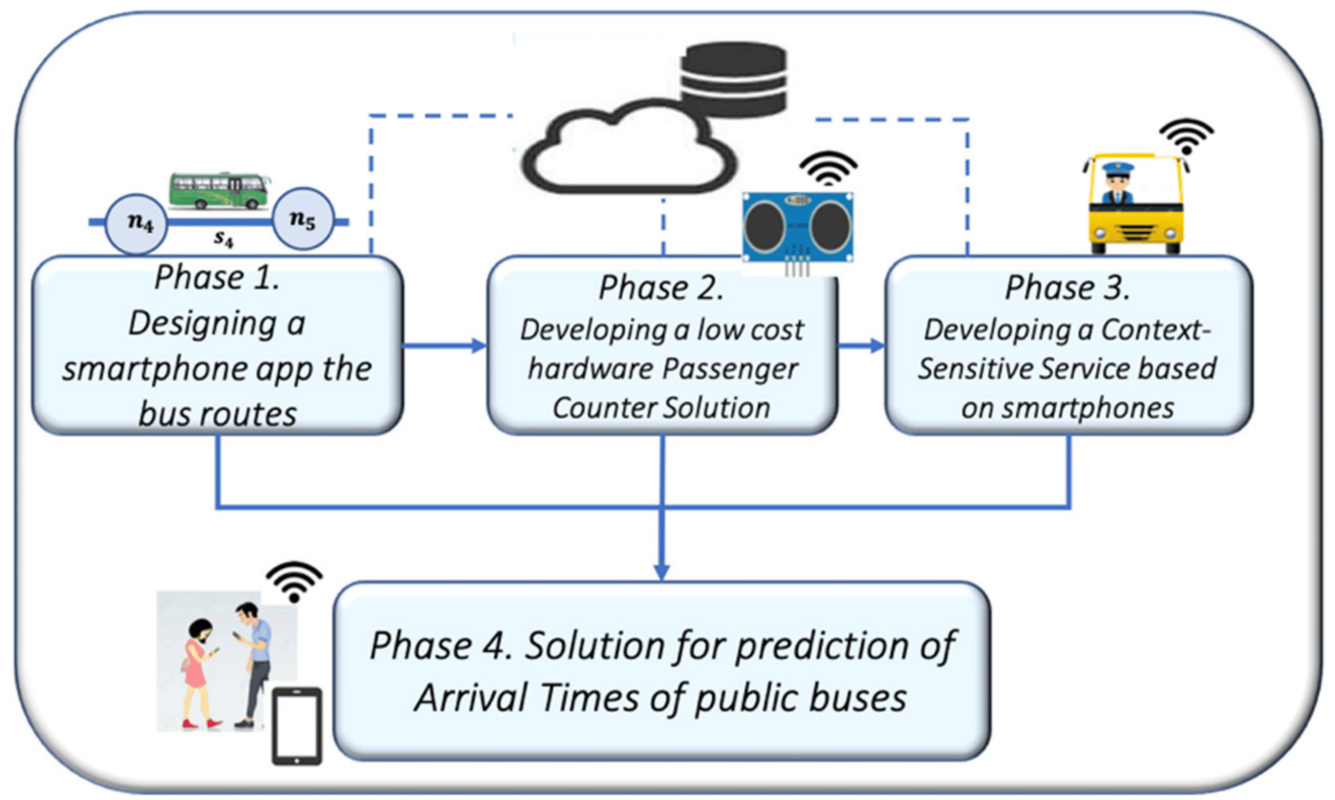 n4
s4
n5
Phase 1.
Designing a
smartphone app the
bus routes
Phase 2.
Developing a low cost
hardware Passenger
Counter Solution
Phase 3.
Developing a Context-
Sensitive Service based
on smartphones
Phase 4. Solution for prediction of
Arrival Times of public buses